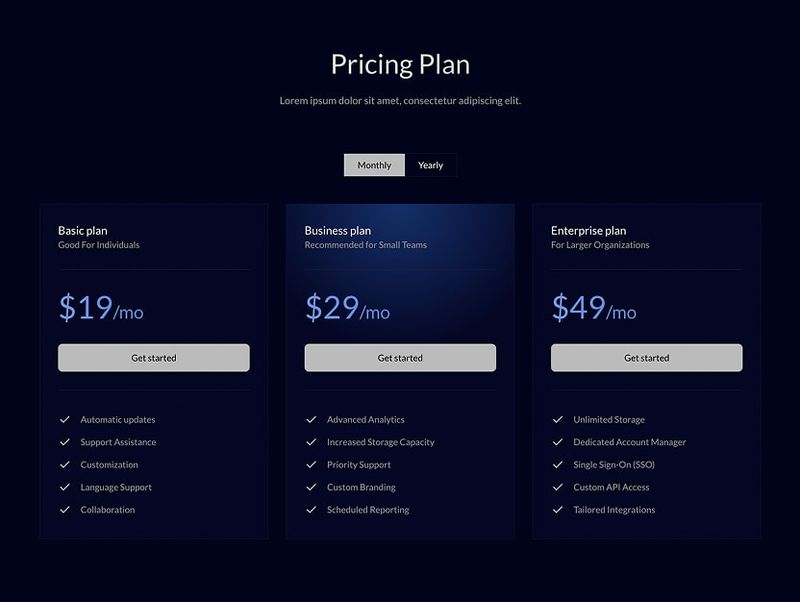 Pricing Plan
Lorem ipsum dolor sit amet, consectetur adipiscing elit.
Monthly
Yearly
Basic plan
Good For Individuals
$19/mo
Get started
Automatic updates
Support Assistance
Customization
Language Support
Collaboration
Business plan
Recommended for Small Teams
$29/mo
Get started
Advanced Analytics
Increased Storage Capacity
Priority Support
Custom Branding
Scheduled Reporting
Enterprise plan
For Larger Organizations
$49/mo
Get started
Unlimited Storage
Dedicated Account Manager
Single Sign-On (SSO)
Custom API Access
Tailored Integrations